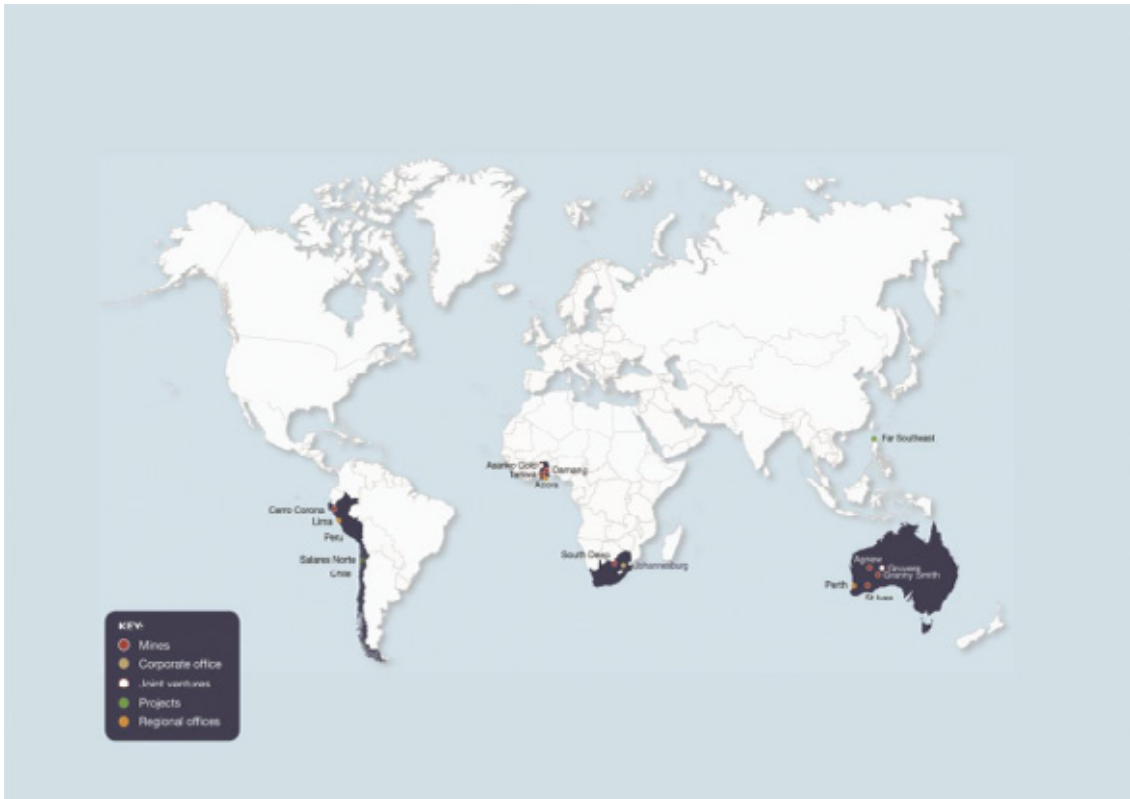 Far Southeast
Asanko Gold
Damang
Tarkwa
Accra
Cerro Corona
Lima
Peru
Salares Norte
Chile
South Deep
Johannesburg
Agnew
Gruyere
Granny Smith
Perth
St Ives
KEY:
Mines
Corporate office
Joint ventures
Projects
Regional offices